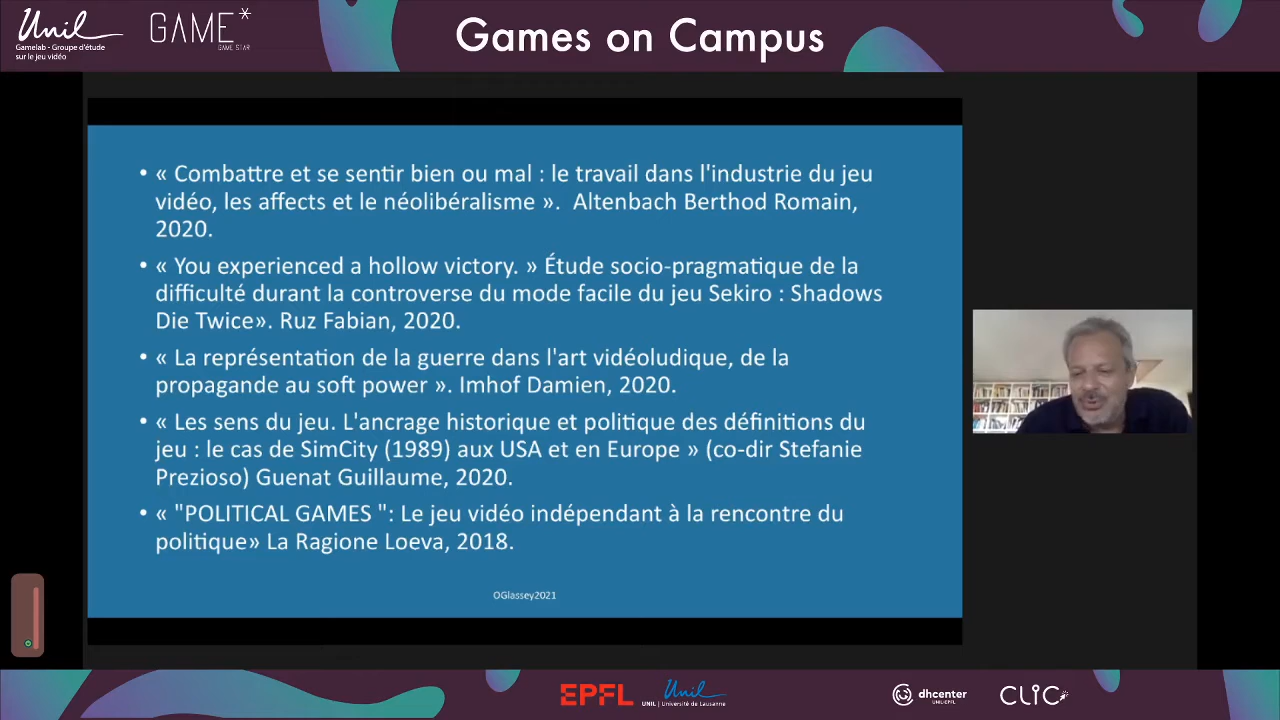 Unil
Gamelab - Groupe d'étude
sur le jeu vidéo
GAME*
GAME STAR
Games on Campus
• « Combattre et se sentir bien ou mal : le travail dans l'industrie du jeu
vidéo, les affects et le néolibéralisme ». Altenbach Berthod Romain,
2020.
• « You experienced a hollow victory. » Étude socio-pragmatique de la
difficulté durant la controverse du mode facile du jeu Sekiro : Shadows
Die Twice». Ruz Fabian, 2020.
• « La représentation de la guerre dans l'art vidéoludique, de la
propagande au soft power ». Imhof Damien, 2020.
• « Les sens du jeu. L'ancrage historique et politique des définitions du
jeu : le cas de SimCity (1989) aux USA et en Europe » (co-dir Stefanie
Prezioso) Guenat Guillaume, 2020.
• « "POLITICAL GAMES ": Le jeu vidéo indépendant à la rencontre du
politique» La Ragione Loeva, 2018.
OGlassey2021
EPFL
Unil
UNIL | Université de Lausanne
dhcenter
UNIL-EPFL
CLIC